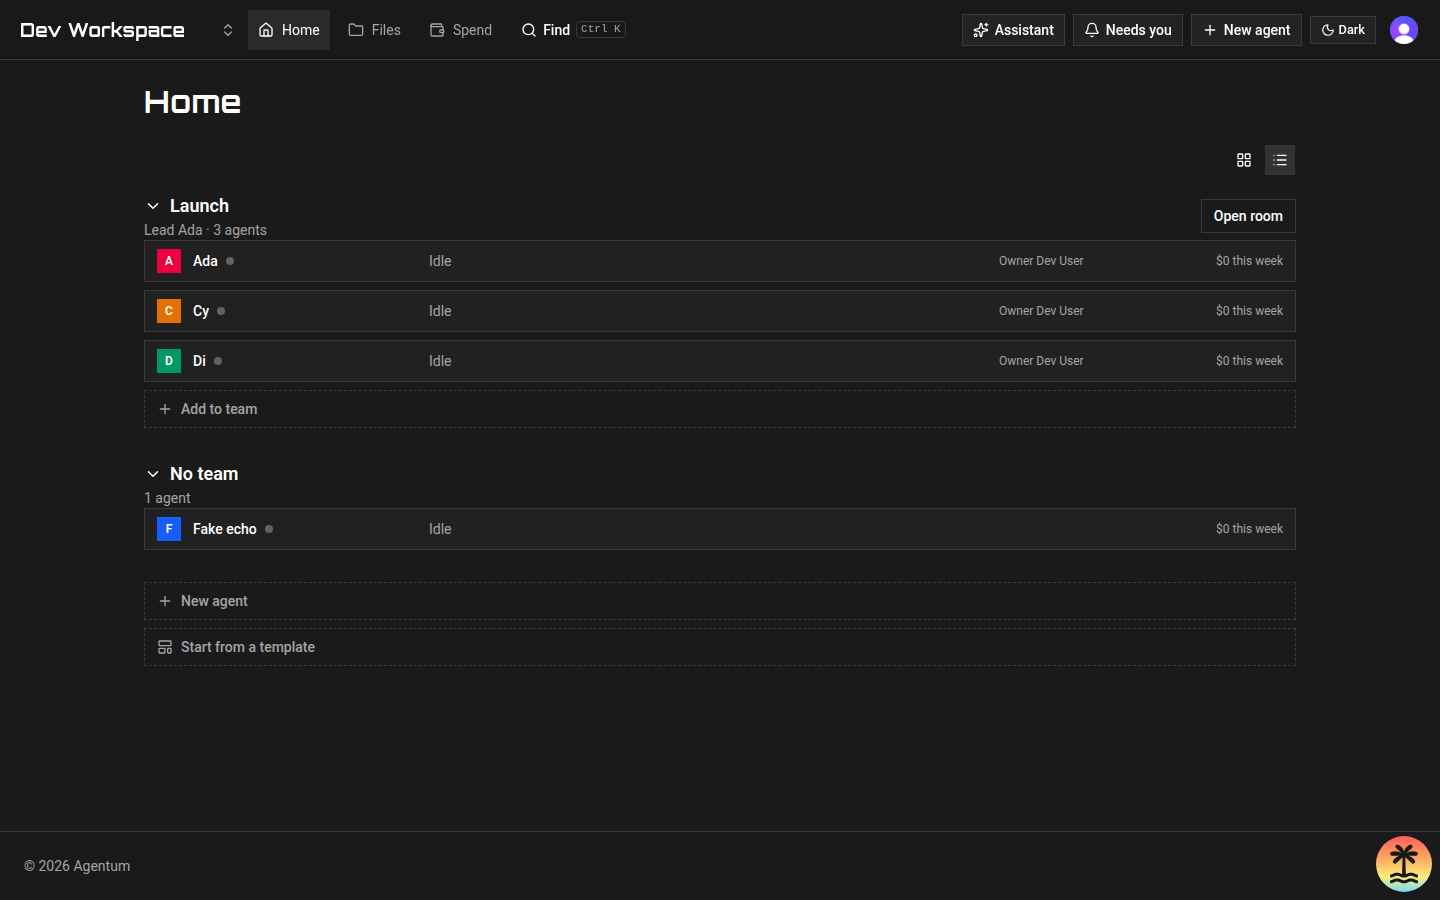 Dev Workspace
Home
Files
Spend
Find Ctrl K
Assistant
Needs you
New agent
Dark
Home
Launch
Lead Ada · 3 agents
Open room
A Ada Idle Owner Dev User $0 this week
C Cy Idle Owner Dev User $0 this week
D Di Idle Owner Dev User $0 this week
Add to team
No team
1 agent
F Fake echo Idle $0 this week
New agent
Start from a template
© 2026 Agentum